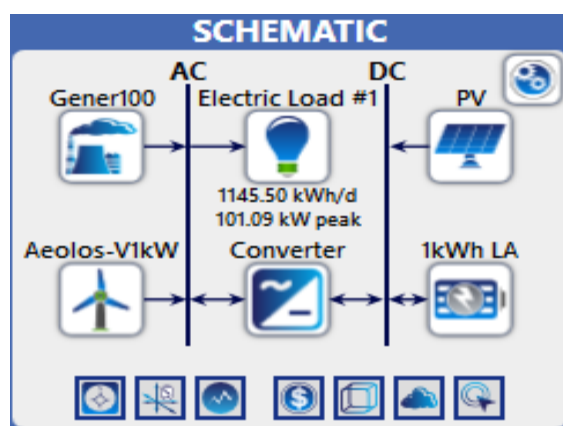 SCHEMATIC
AC DC
Gener100 Electric Load #1 PV
1145.50 kWh/d
101.09 kW peak
Aeolos-V1kW Converter 1kWh LA